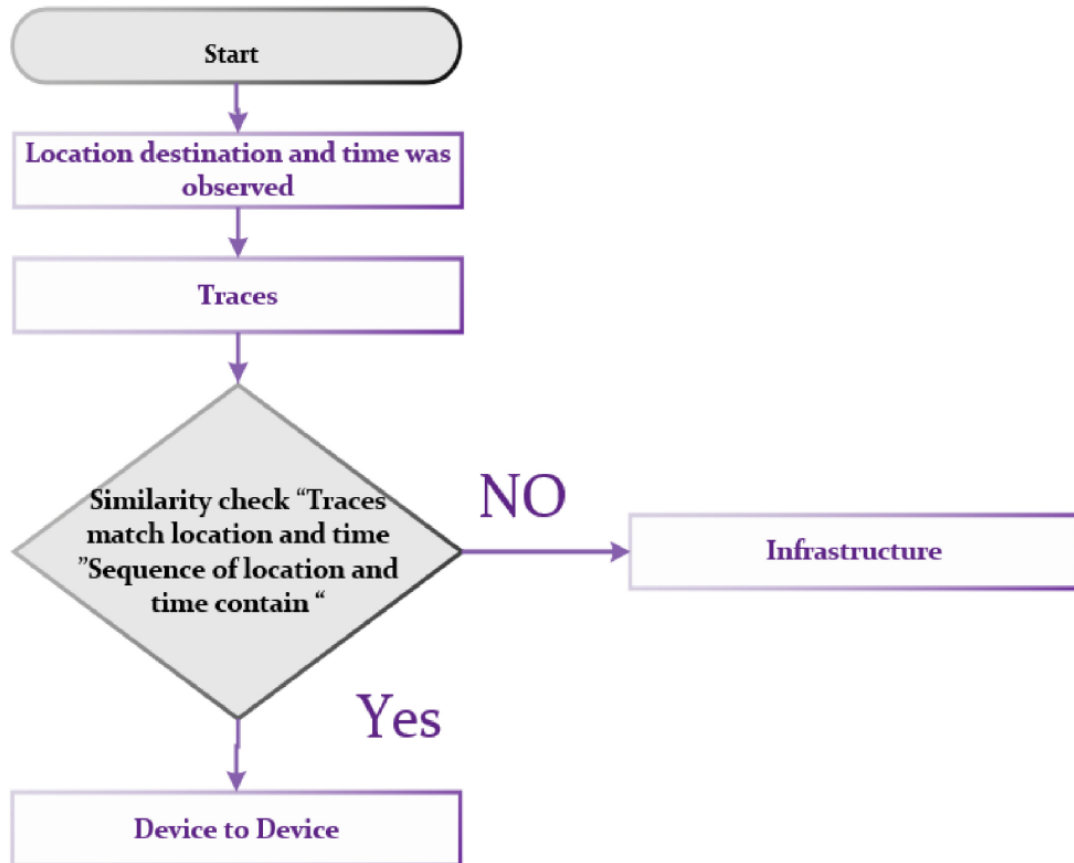 Start
Location destination and time was
observed
Traces
Similarity check “Traces
match location and time
”Sequence of location and
time contain “
NO
Infrastructure
Yes
Device to Device